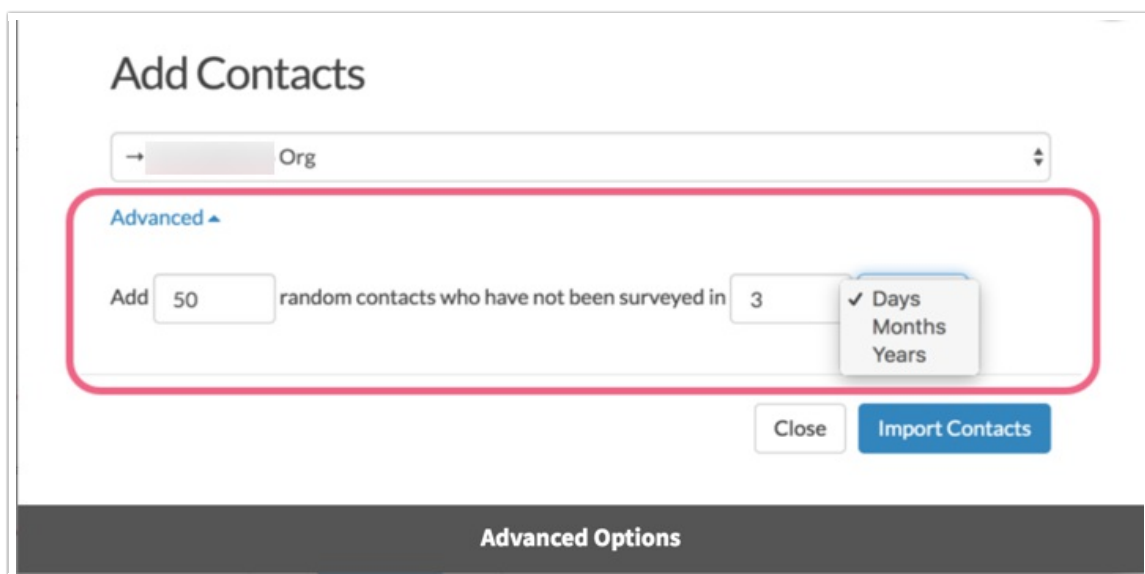 Add Contacts
→ Org
Advanced
Add 50 random contacts who have not been surveyed in 3 ✓ Days
Months
Years
Close Import Contacts
Advanced Options